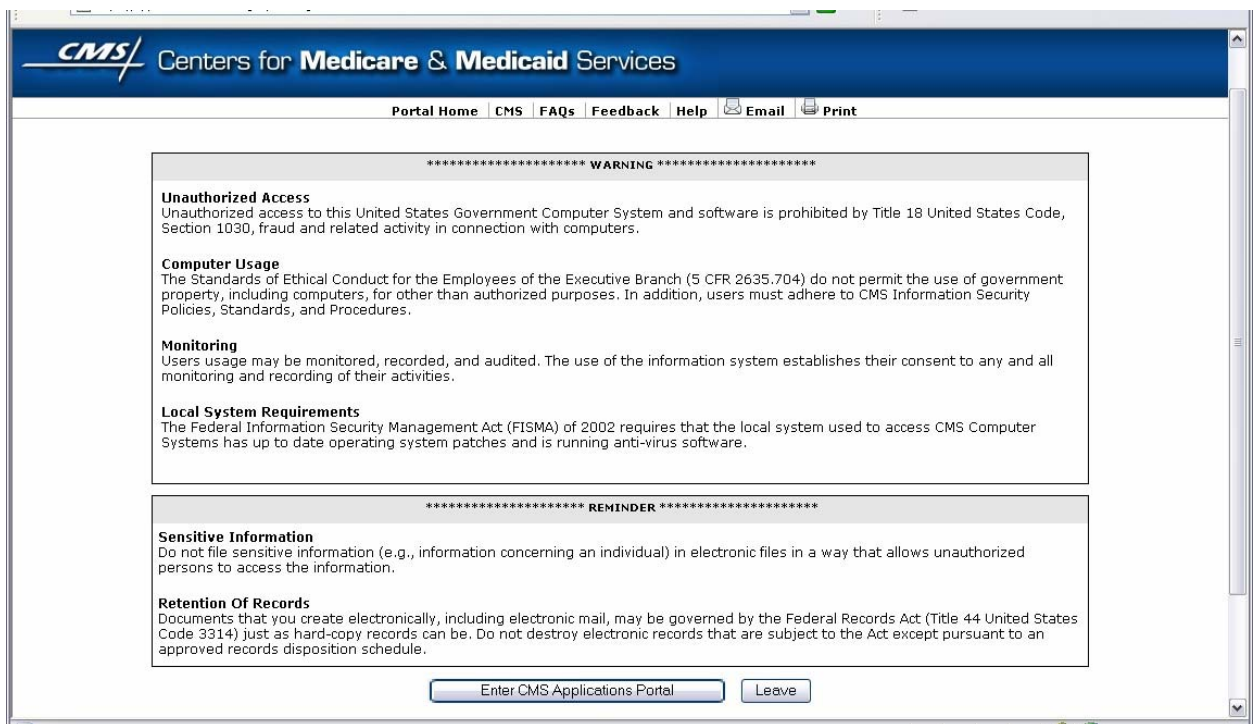 CMS/ Centers for Medicare & Medicaid Services
Portal Home | CMS | FAQs | Feedback | Help | Email | Print
********************* WARNING *********************
Unauthorized Access
Unauthorized access to this United States Government Computer System and software is prohibited by Title 18 United States Code,
Section 1030, fraud and related activity in connection with computers.
Computer Usage
The Standards of Ethical Conduct for the Employees of the Executive Branch (5 CFR 2635.704) do not permit the use of government
property, including computers, for other than authorized purposes. In addition, users must adhere to CMS Information Security
Policies, Standards, and Procedures.
Monitoring
Users usage may be monitored, recorded, and audited. The use of the information system establishes their consent to any and all
monitoring and recording of their activities.
Local System Requirements
The Federal Information Security Management Act (FISMA) of 2002 requires that the local system used to access CMS Computer
Systems has up to date operating system patches and is running anti-virus software.
********************* REMINDER *********************
Sensitive Information
Do not file sensitive information (e.g., information concerning an individual) in electronic files in a way that allows unauthorized
persons to access the information.
Retention Of Records
Documents that you create electronically, including electronic mail, may be governed by the Federal Records Act (Title 44 United States
Code 3314) just as hard-copy records can be. Do not destroy electronic records that are subject to the Act except pursuant to an
approved records disposition schedule.
Enter CMS Applications Portal Leave